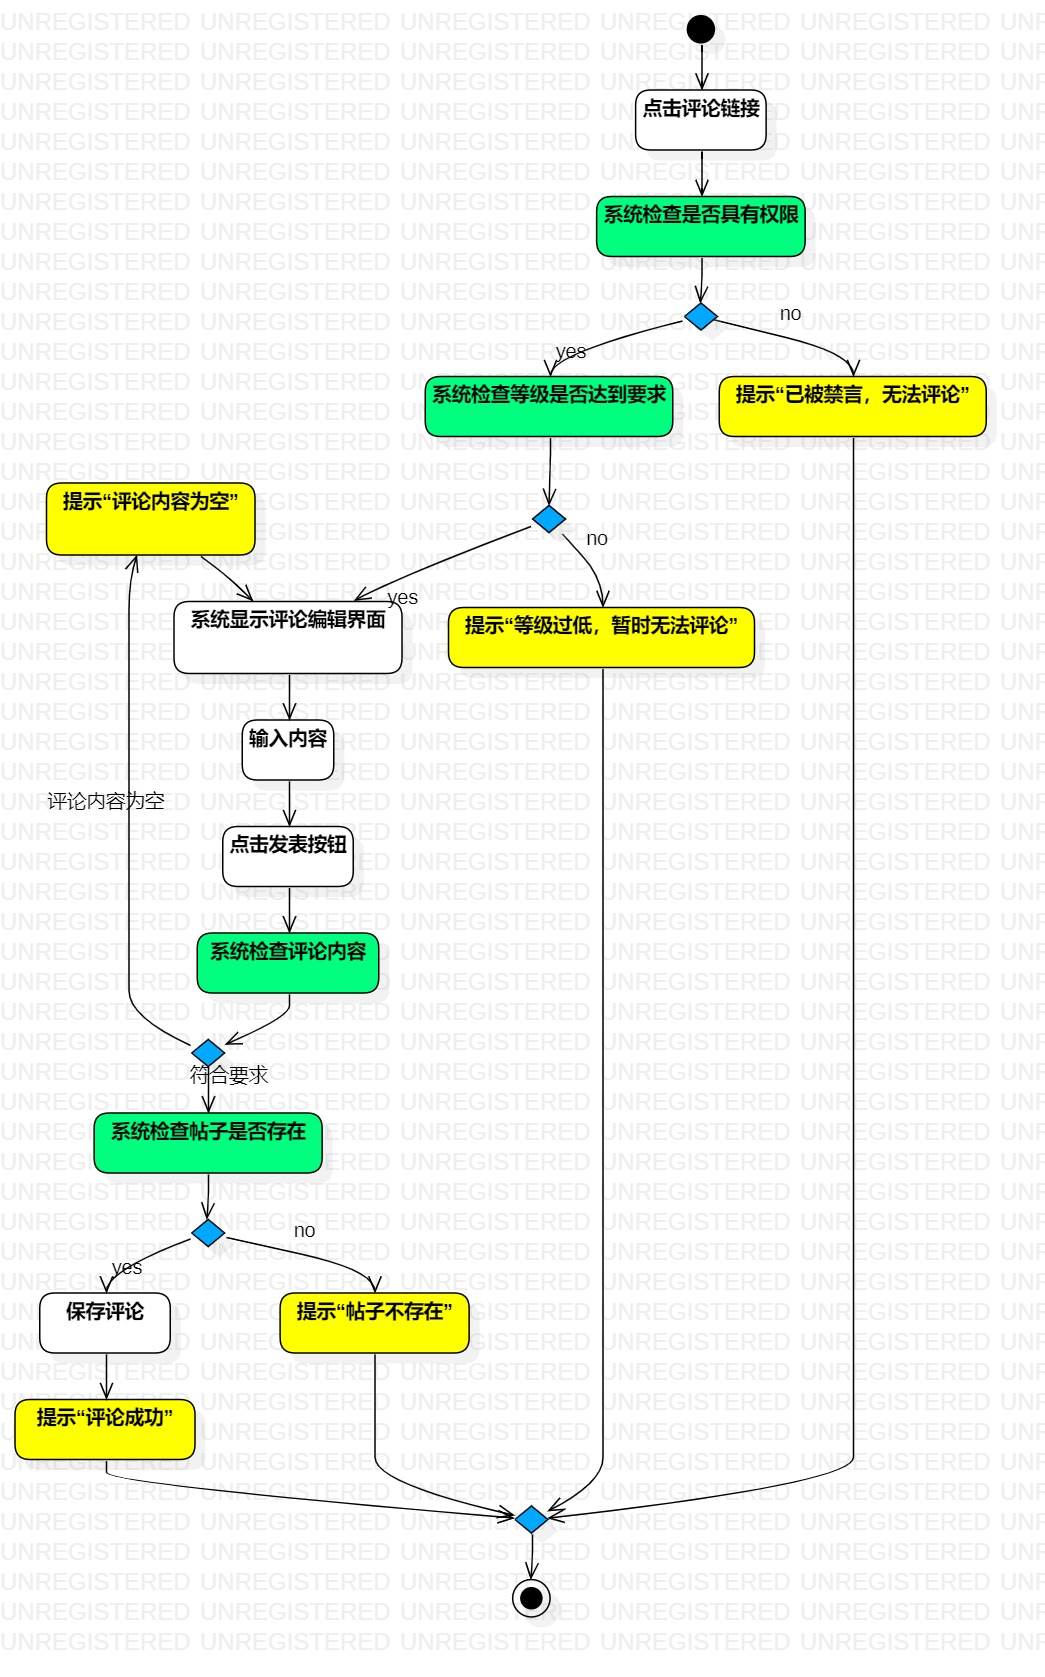 点击评论链接
系统检查是否具有权限
no
yes
系统检查等级是否达到要求
提示“已被禁言，无法评论”
提示“评论内容为空”
no
yes
系统显示评论编辑界面
提示“等级过低，暂时无法评论”
输入内容
评论内容为空
点击发表按钮
系统检查评论内容
符合要求
系统检查帖子是否存在
no
yes
保存评论
提示“帖子不存在”
提示“评论成功”
UNREGISTERED